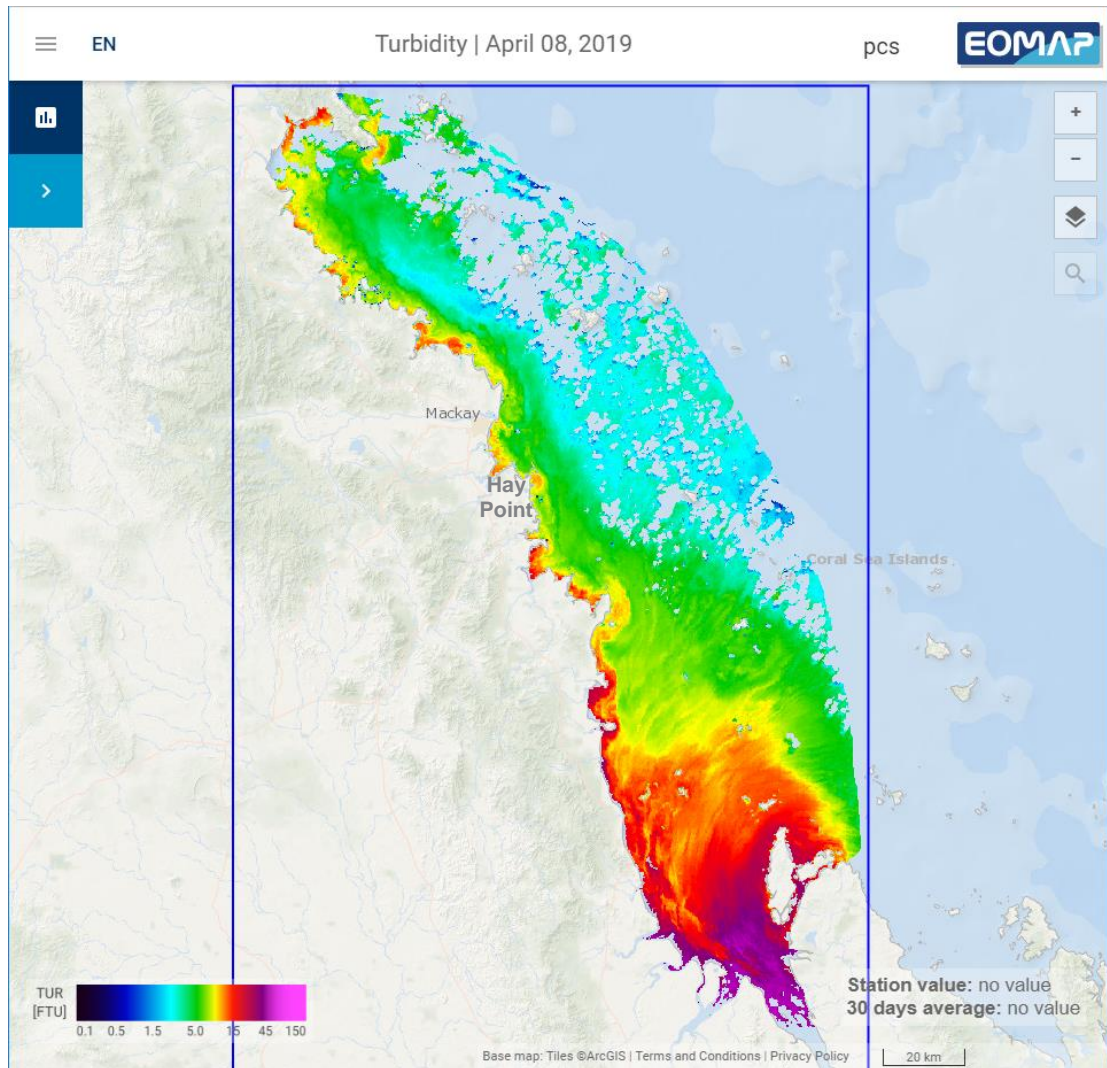 EN
Turbidity | April 08, 2019
pcs
EOMAP
+
−
Mackay
Hay
Point
Coral Sea Islands
TUR
[FTU]
0.1 0.5 1.5 5.0 15 45 150
Station value: no value
30 days average: no value
Base map: Tiles ©ArcGIS | Terms and Conditions | Privacy Policy
20 km